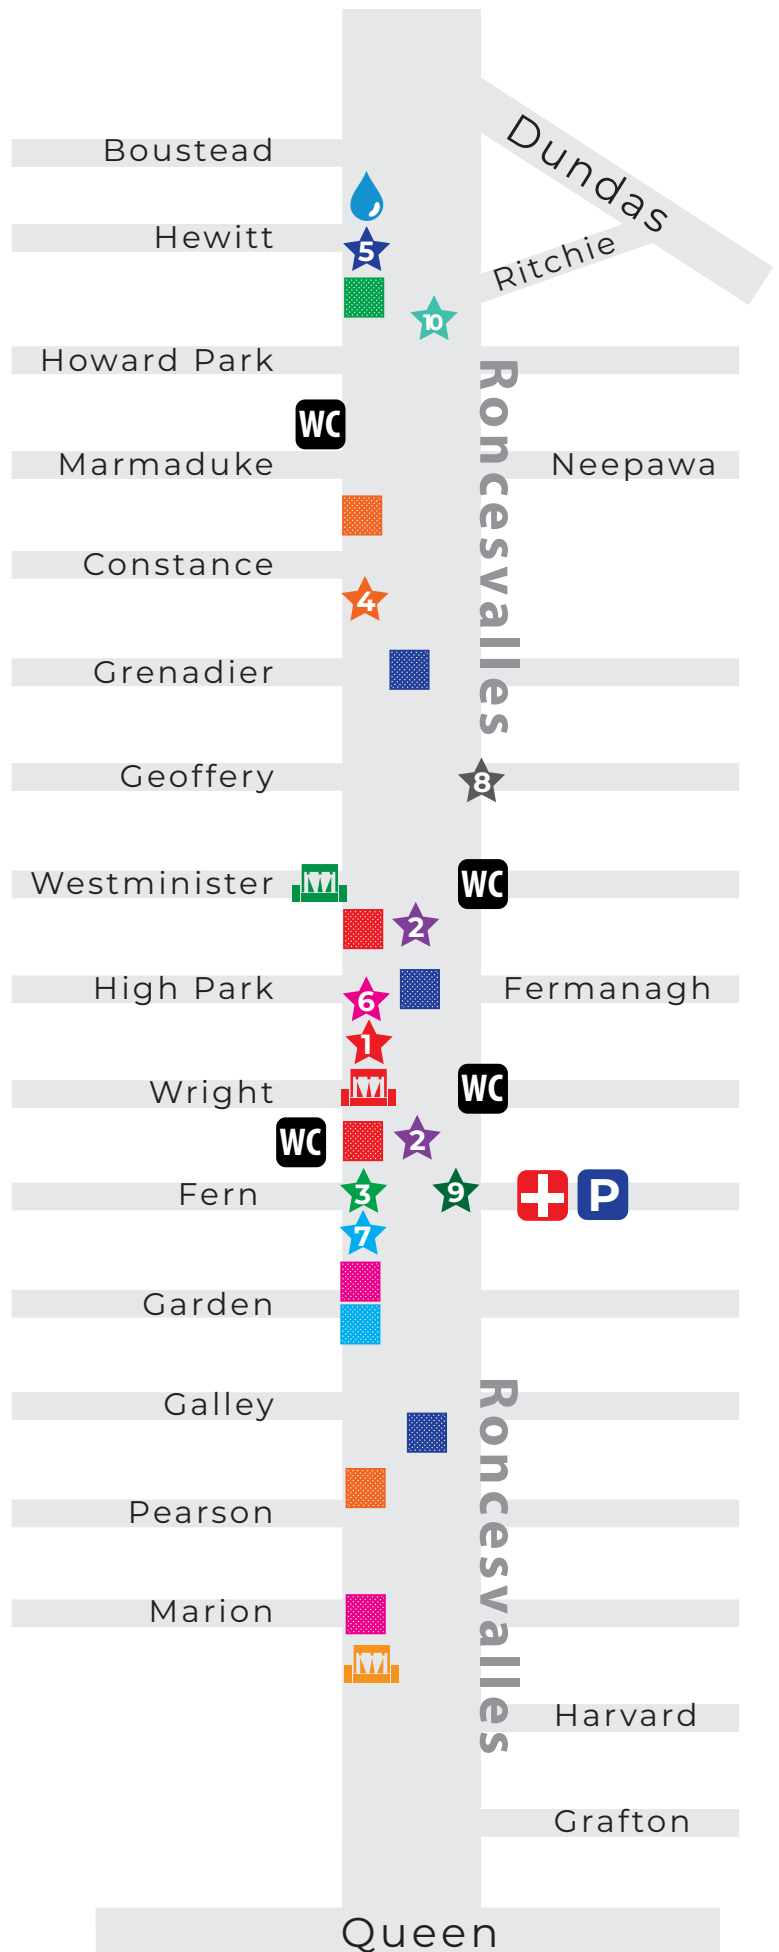 Dundas
Boustead
Hewitt
5
Ritchie
10
Howard Park
Roncesvalles
WC
Marmaduke
Neepawa
Constance
4
Grenadier
Geoffery
8
Westminister
WC
2
High Park
6
Fermanagh
1
Wright
WC
WC
2
Fern
3
9
P
7
Garden
Galley
Roncesvalles
Pearson
Marion
Harvard
Grafton
Queen